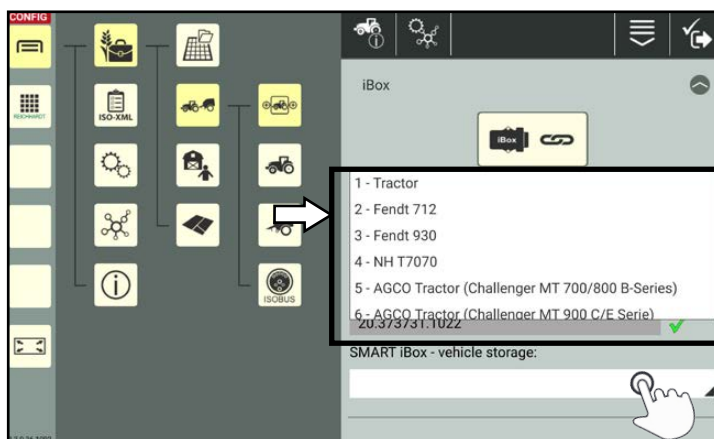 CONFIG
REICHHARDT
ISO-XML
ISOBUS
iBox
iBox
1 - Tractor
2 - Fendt 712
3 - Fendt 930
4 - NH T7070
5 - AGCO Tractor (Challenger MT 700/800 B-Series)
6 - AGCO Tractor (Challenger MT 900 C/E Serie)
20.373731.1022
SMART iBox - vehicle storage: